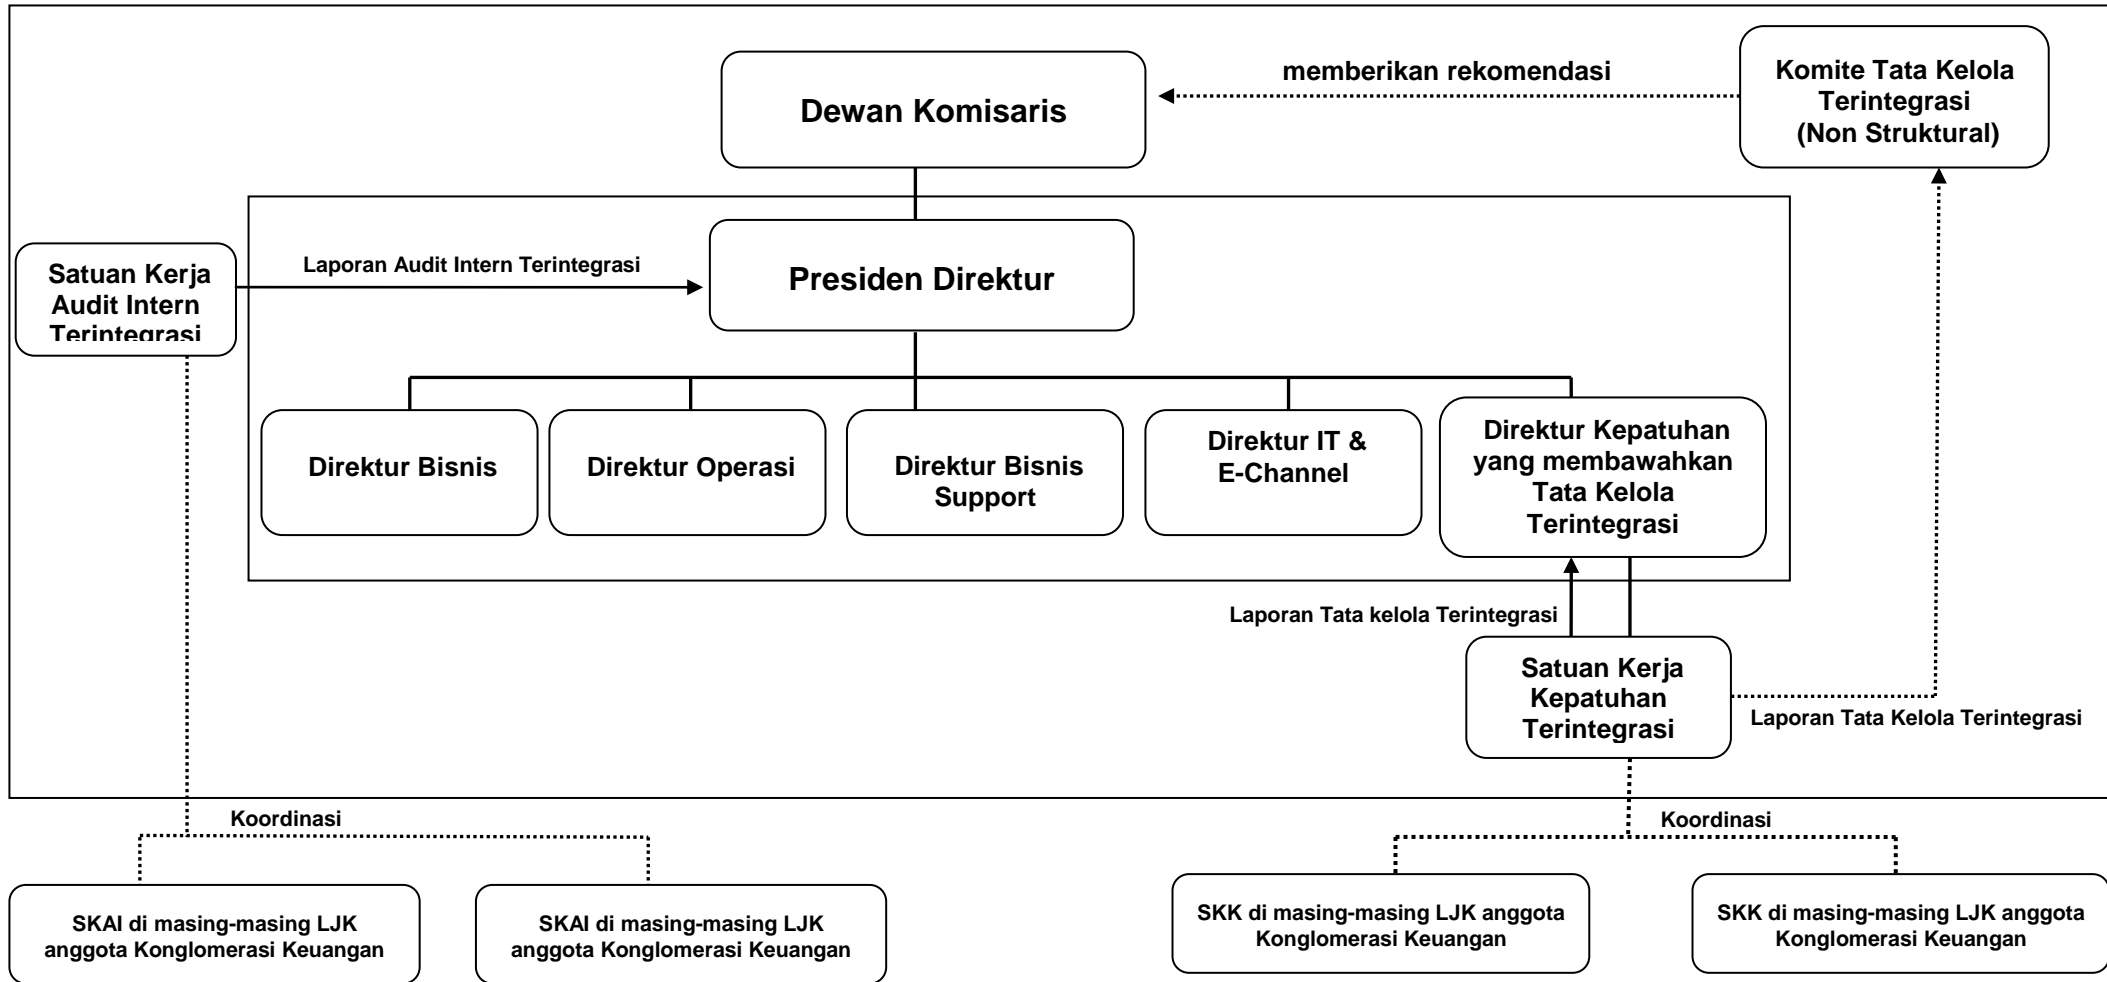 memberikan rekomendasi
Komite Tata Kelola
Terintegrasi
(Non Struktural)
Dewan Komisaris
Satuan Kerja
Audit Intern
Terintegrasi
Laporan Audit Intern Terintegrasi
Presiden Direktur
Direktur Bisnis
Direktur Operasi
Direktur Bisnis
Support
Direktur IT &
E-Channel
Direktur Kepatuhan
yang membawahkan
Tata Kelola
Terintegrasi
Laporan Tata kelola Terintegrasi
Satuan Kerja
Kepatuhan
Terintegrasi
Laporan Tata Kelola Terintegrasi
Koordinasi
Koordinasi
SKAI di masing-masing LJK
anggota Konglomerasi Keuangan
SKAI di masing-masing LJK
anggota Konglomerasi Keuangan
SKK di masing-masing LJK anggota
Konglomerasi Keuangan
SKK di masing-masing LJK anggota
Konglomerasi Keuangan